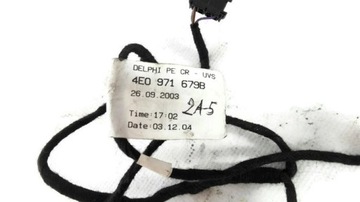 DELPHI PE CR - UVS
4E0 971 679B
26.09.2003
2A-5
Time:17:02
Date:03.12.04